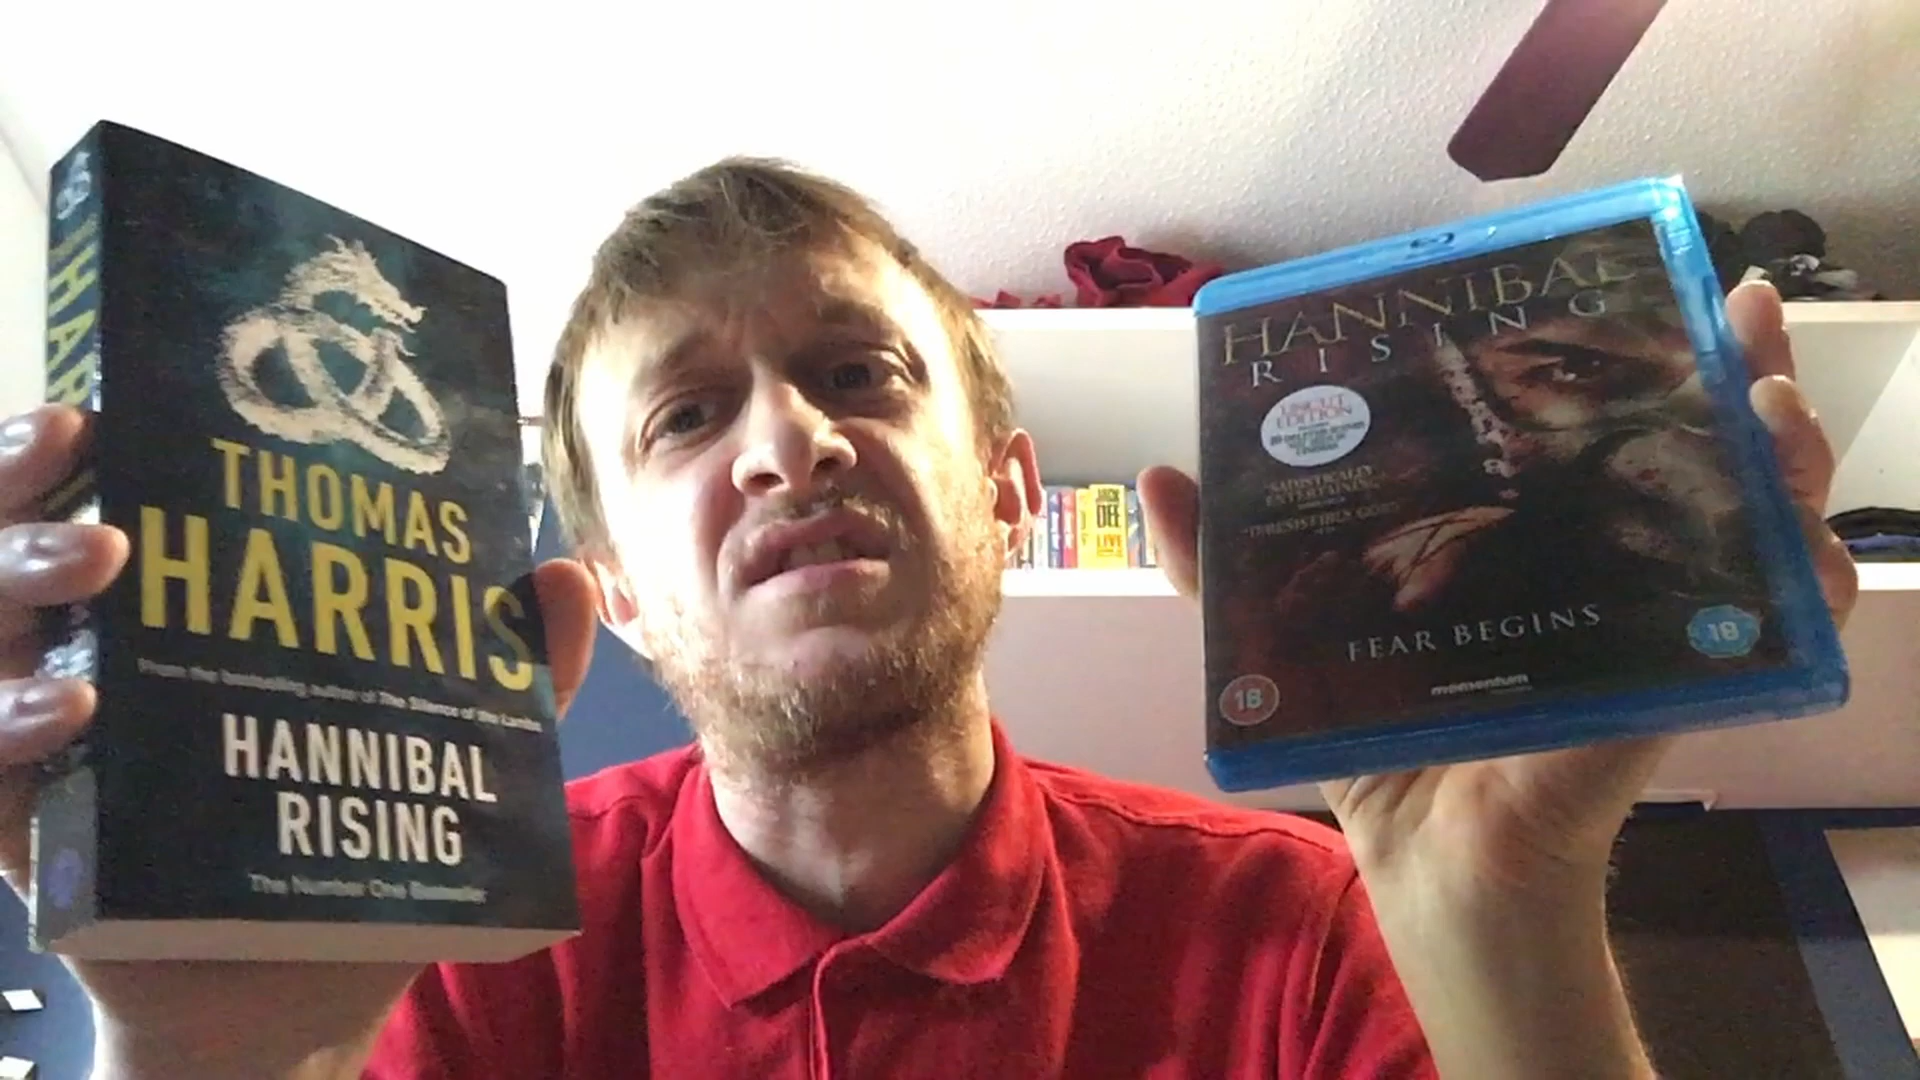 HAR
THOMAS
HARRIS
From the bestselling author of The Silence of the Lambs
HANNIBAL
RISING
The Number One Bestseller
JACK
DEE
LIVE
HANNIBAL
RISING
UNCUT
EDITION
"SADISTICALLY
ENTERTAINING"
"IRRESISTIBLY
FEAR BEGINS
18
18
momentum